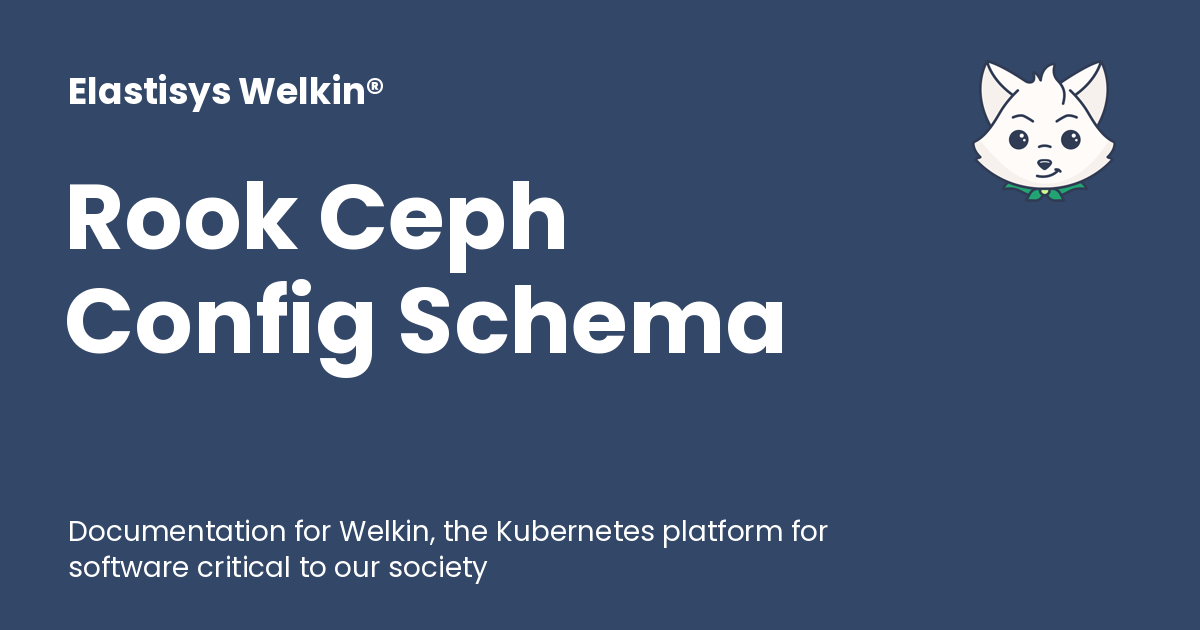 Elastisys Welkin®
Rook Ceph
Config Schema
Documentation for Welkin, the Kubernetes platform for
software critical to our society